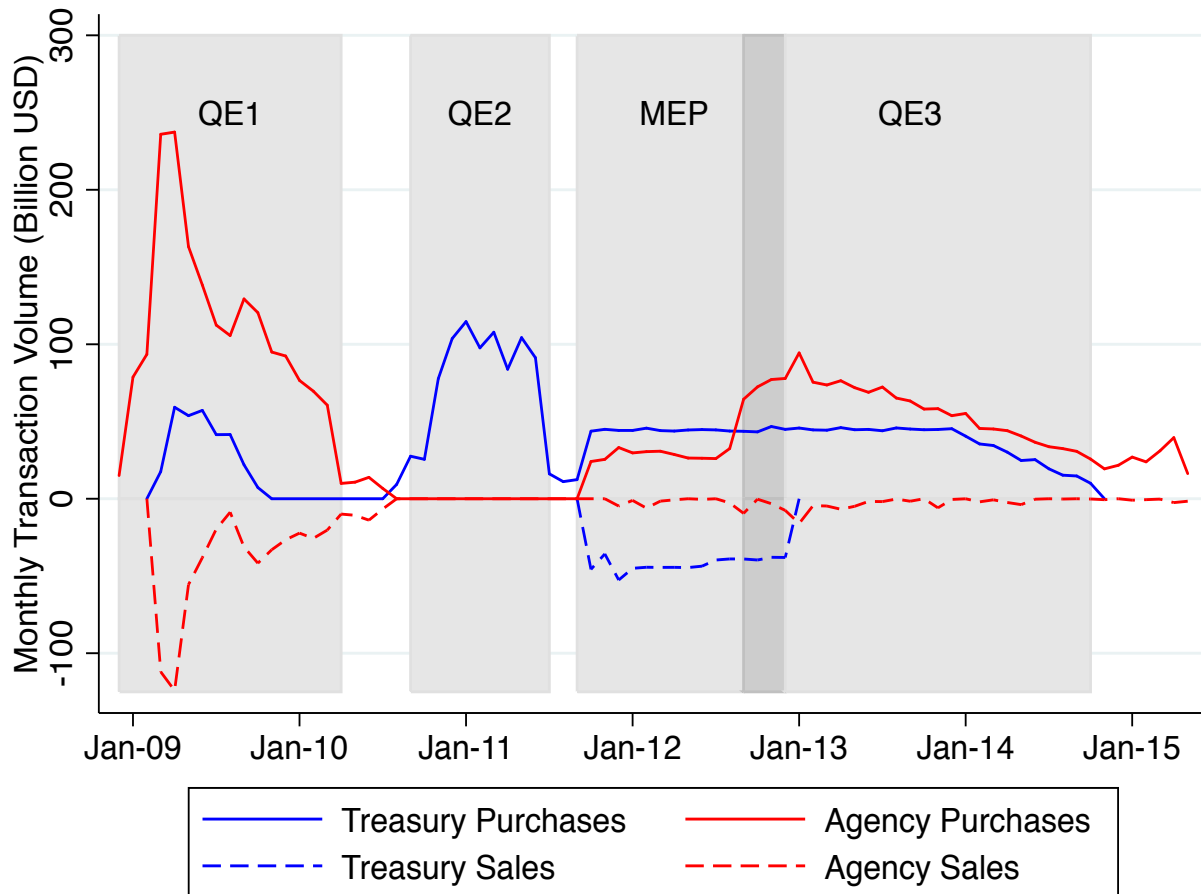 Monthly Transaction Volume (Billion USD)
300
200
100
0
-100
QE1
QE2
MEP
QE3
Jan-09
Jan-10
Jan-11
Jan-12
Jan-13
Jan-14
Jan-15
Treasury Purchases
Agency Purchases
Treasury Sales
Agency Sales